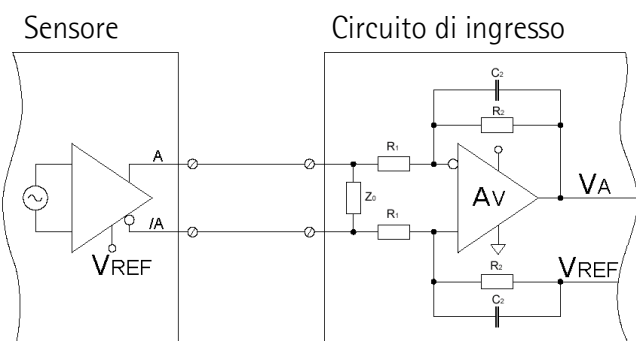 Sensore
Circuito di ingresso
C2
R2
A
R1
Z0
AV
VA
/A
R1
VREF
R2
VREF
C2